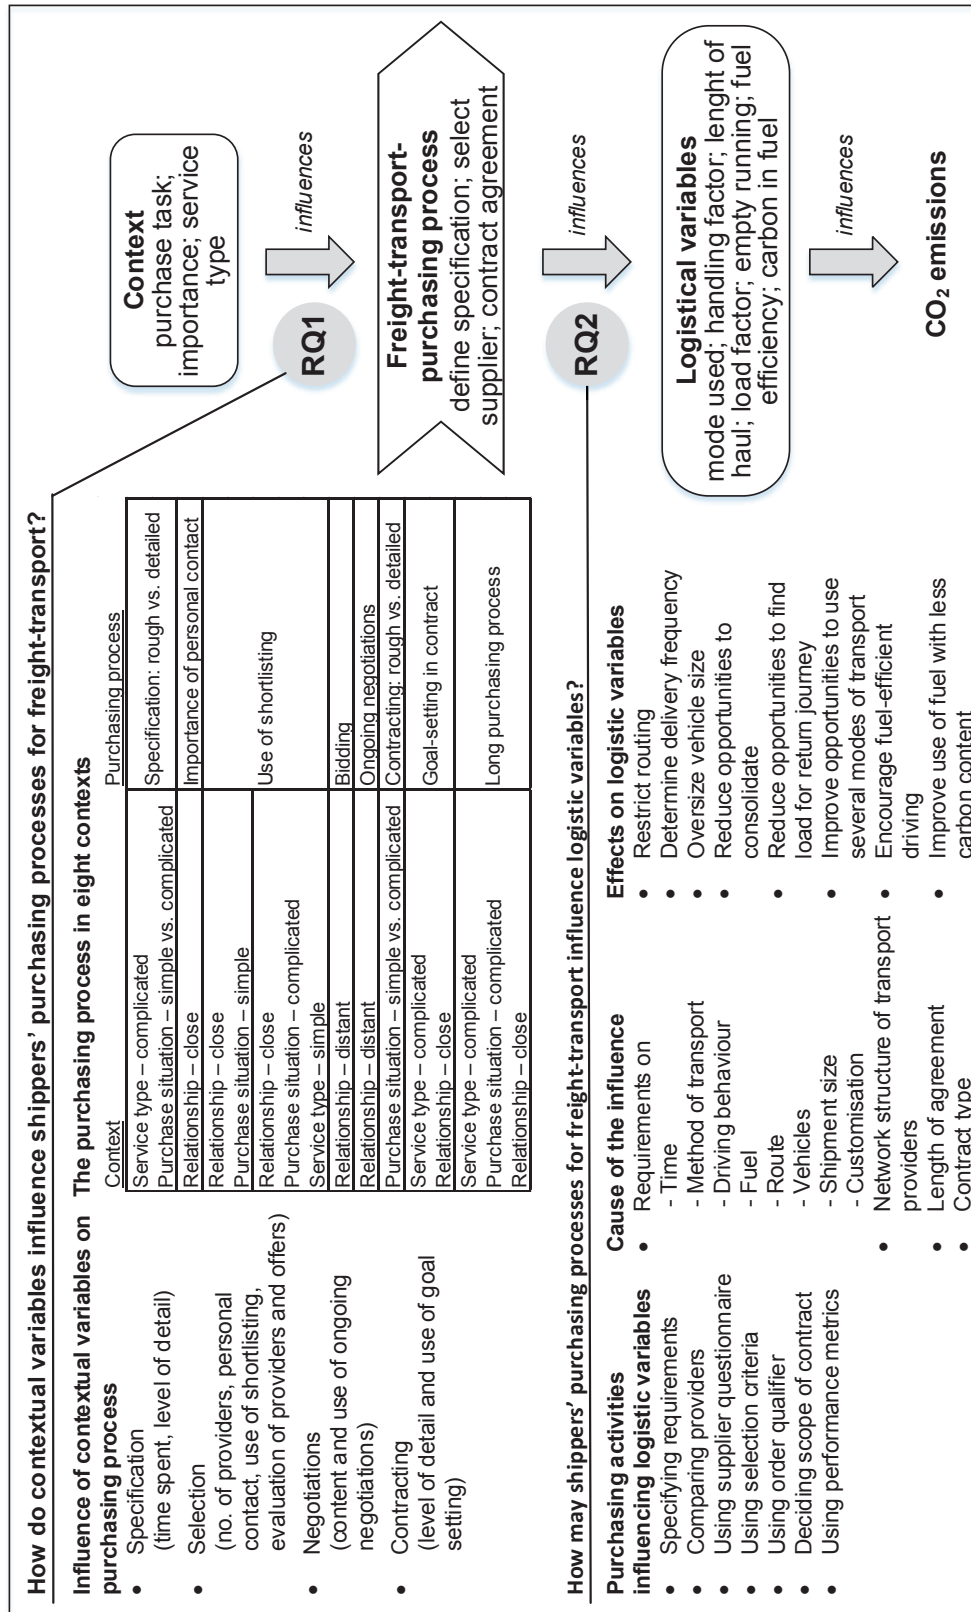 How do contextual variables influence shippers’ purchasing processes for freight-transport?
Influence of contextual variables on
purchasing process
• Specification
(time spent, level of detail)
• Selection
(no. of providers, personal
contact, use of shortlisting,
evaluation of providers and offers)
• Negotiations
(content and use of ongoing
negotiations)
• Contracting
(level of detail and use of goal
setting)
The purchasing process in eight contexts
Context
Purchasing process
Service type – complicated
Purchase situation – simple vs. complicated
Specification: rough vs. detailed
Relationship – close
Importance of personal contact
Relationship – close
Purchase situation – simple
Relationship – close
Purchase situation – complicated
Service type – simple
Use of shortlisting
Relationship – distant
Bidding
Relationship – distant
Ongoing negotiations
Purchase situation – simple vs. complicated
Contracting: rough vs. detailed
Service type – complicated
Relationship – close
Goal-setting in contract
Service type – complicated
Purchase situation – complicated
Relationship – close
Long purchasing process
How may shippers’ purchasing processes for freight-transport influence logistic variables?
Purchasing activities
influencing logistic variables
• Specifying requirements
• Comparing providers
• Using supplier questionnaire
• Using selection criteria
• Using order qualifier
• Deciding scope of contract
• Using performance metrics
Cause of the influence
• Requirements on
- Time
- Method of transport
- Driving behaviour
- Fuel
- Route
- Vehicles
- Shipment size
- Customisation
• Network structure of transport
providers
• Length of agreement
• Contract type
Effects on logistic variables
• Restrict routing
• Determine delivery frequency
• Oversize vehicle size
• Reduce opportunities to
consolidate
• Reduce opportunities to find
load for return journey
• Improve opportunities to use
several modes of transport
• Encourage fuel-efficient
driving
• Improve use of fuel with less
carbon content
Context
purchase task;
importance; service
type
RQ1
influences
Freight-transport-
purchasing process
define specification; select
supplier; contract agreement
RQ2
influences
Logistical variables
mode used; handling factor; lenght of
haul; load factor; empty running; fuel
efficiency; carbon in fuel
influences
CO₂ emissions